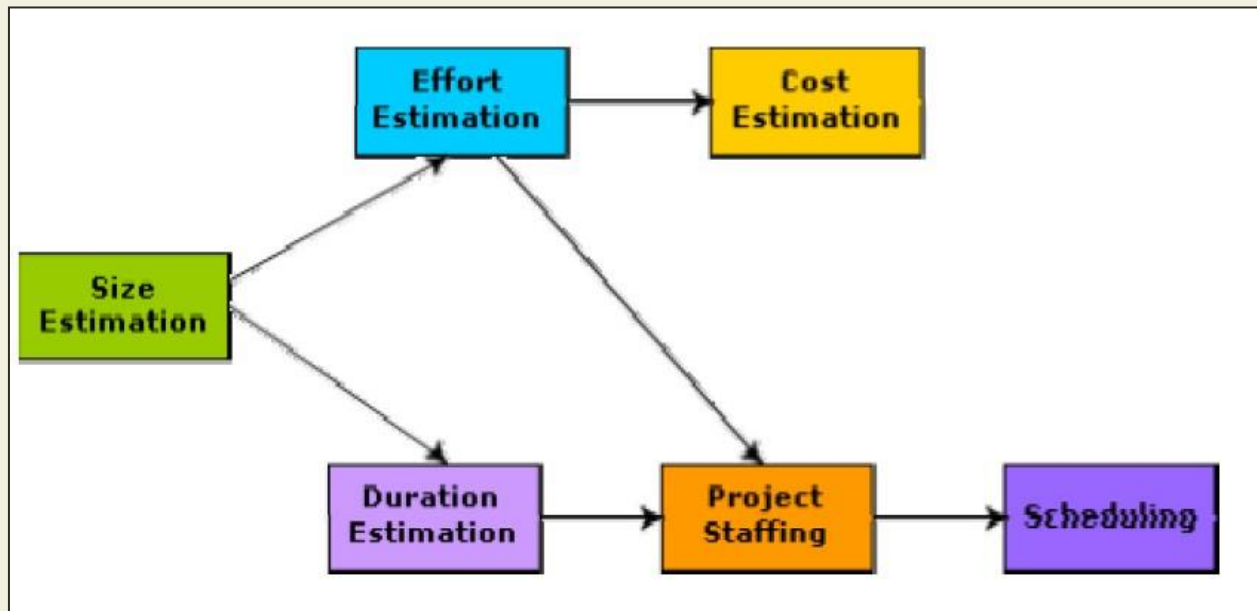 Effort
Estimation
Cost
Estimation
Size
Estimation
Duration
Estimation
Project
Staffing
Scheduling